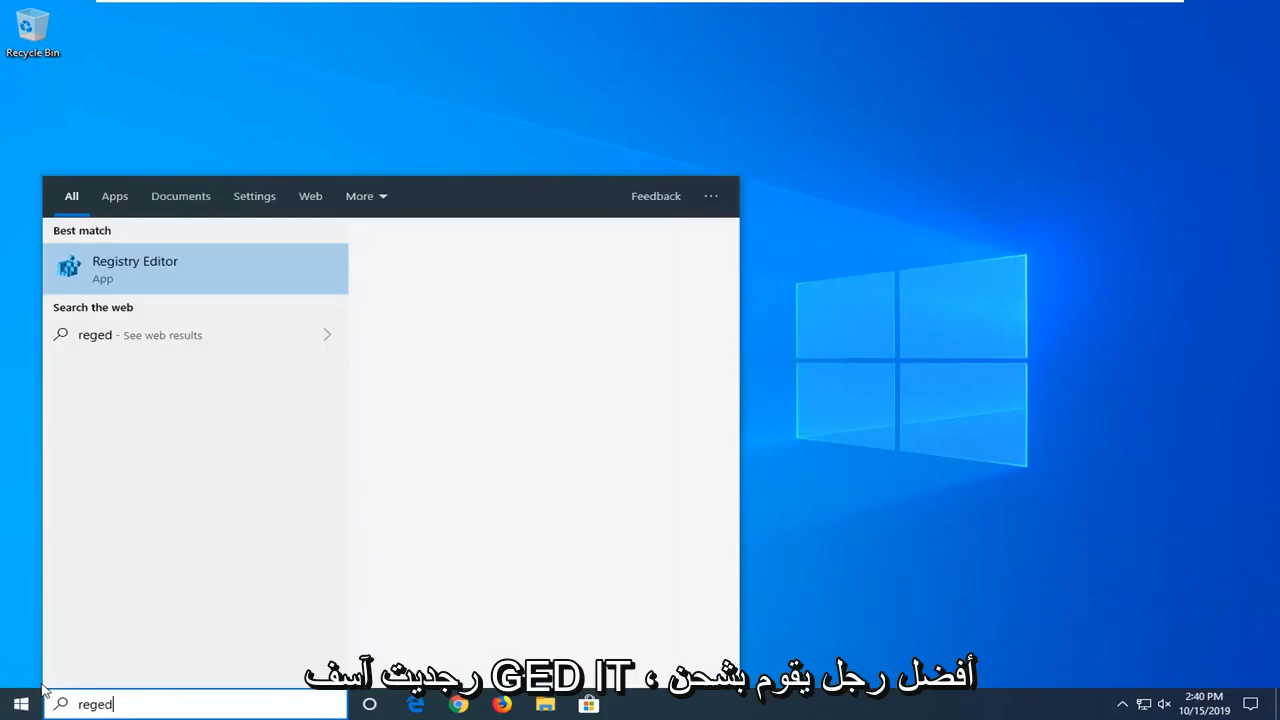 Recycle Bin
All Apps Documents Settings Web More Feedback ...
Best match
Registry Editor
App
Search the web
reged - See web results
أفضل رجل يقوم بشحن ، GED IT رجديت آسف
reged
2:40 PM
10/15/2019